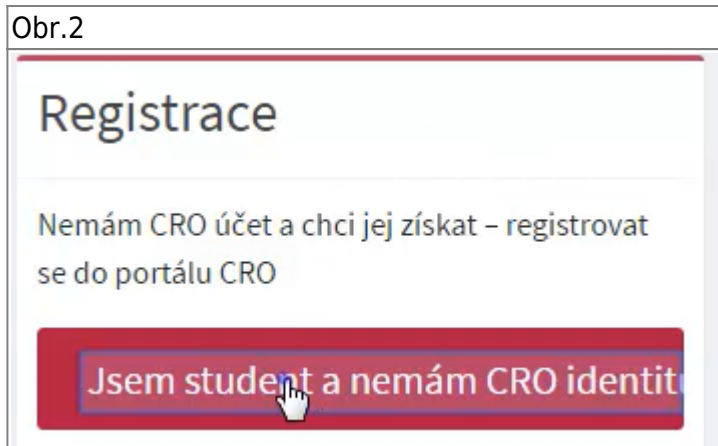 Obr.2
Registrace
Nemám CRO účet a chci jej získat – registrovat
se do portálu CRO
Jsem student a nemám CRO identit